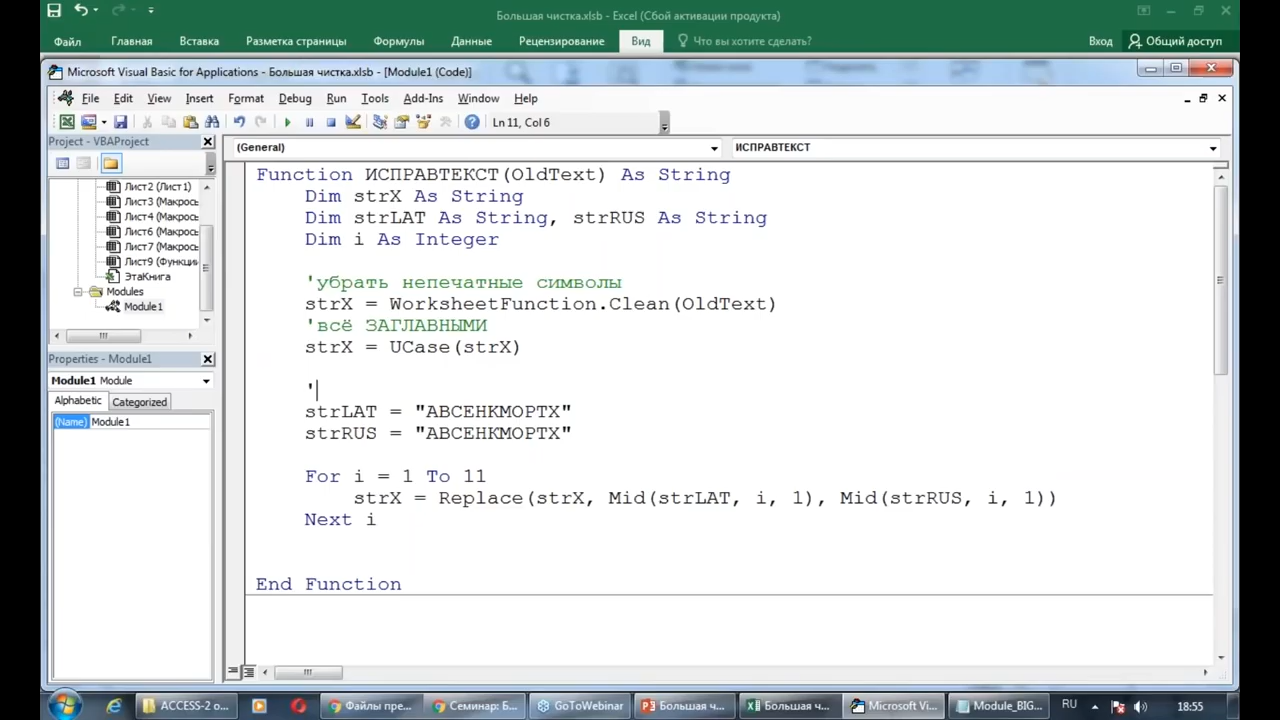 Большая чистка.xlsb - Excel (Сбой активации продукта)
Файл Главная Вставка Разметка страницы Формулы Данные Рецензирование Вид Что вы хотите сделать? Вход Общий доступ
Microsoft Visual Basic for Applications - Большая чистка.xlsb - [Module1 (Code)]
File Edit View Insert Format Debug Run Tools Add-Ins Window Help
Ln 11, Col 6
Project - VBAProject
Лист2 (Лист1)
Лист3 (Макрось
Лист4 (Макрось
Лист6 (Макрось
Лист7 (Макрось
Лист9 (Функции
ЭтаКнига
Modules
Module1
Properties - Module1
Module1 Module
Alphabetic Categorized
(Name) Module1
(General) ИСПРАВТЕКСТ
Function ИСПРАВТЕКСТ(OldText) As String
Dim strX As String
Dim strLAT As String, strRUS As String
Dim i As Integer
'убрать непечатные символы
strX = WorksheetFunction.Clean(OldText)
'всё ЗАГЛАВНЫМИ
strX = UCase(strX)
'
strLAT = "ABCEHKMOPTX"
strRUS = "АВСЕНКМОРТХ"
For i = 1 To 11
strX = Replace(strX, Mid(strLAT, i, 1), Mid(strRUS, i, 1))
Next i
End Function
ACCESS-2 о... Файлы пре... Семинар: Б... GoToWebinar Большая ч... Большая ч... Microsoft Vi... Module_BIG... RU 18:55